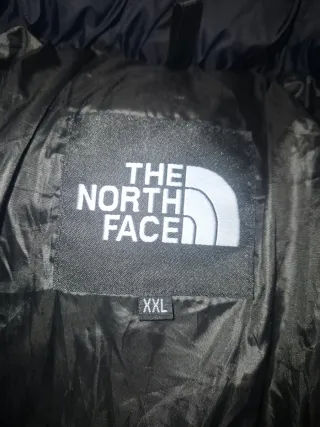 THE
NORTH
FACE
XXL